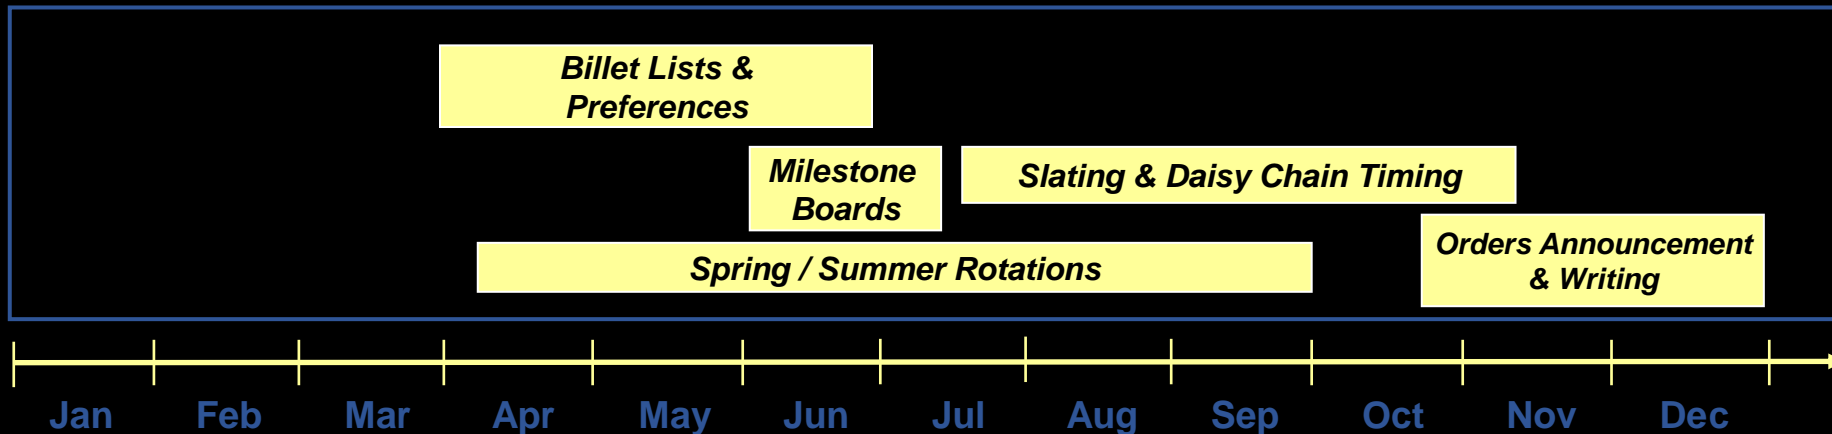 Billet Lists &
Preferences
Milestone
Boards
Slating & Daisy Chain Timing
Spring / Summer Rotations
Orders Announcement
& Writing
Jan Feb Mar Apr May Jun Jul Aug Sep Oct Nov Dec